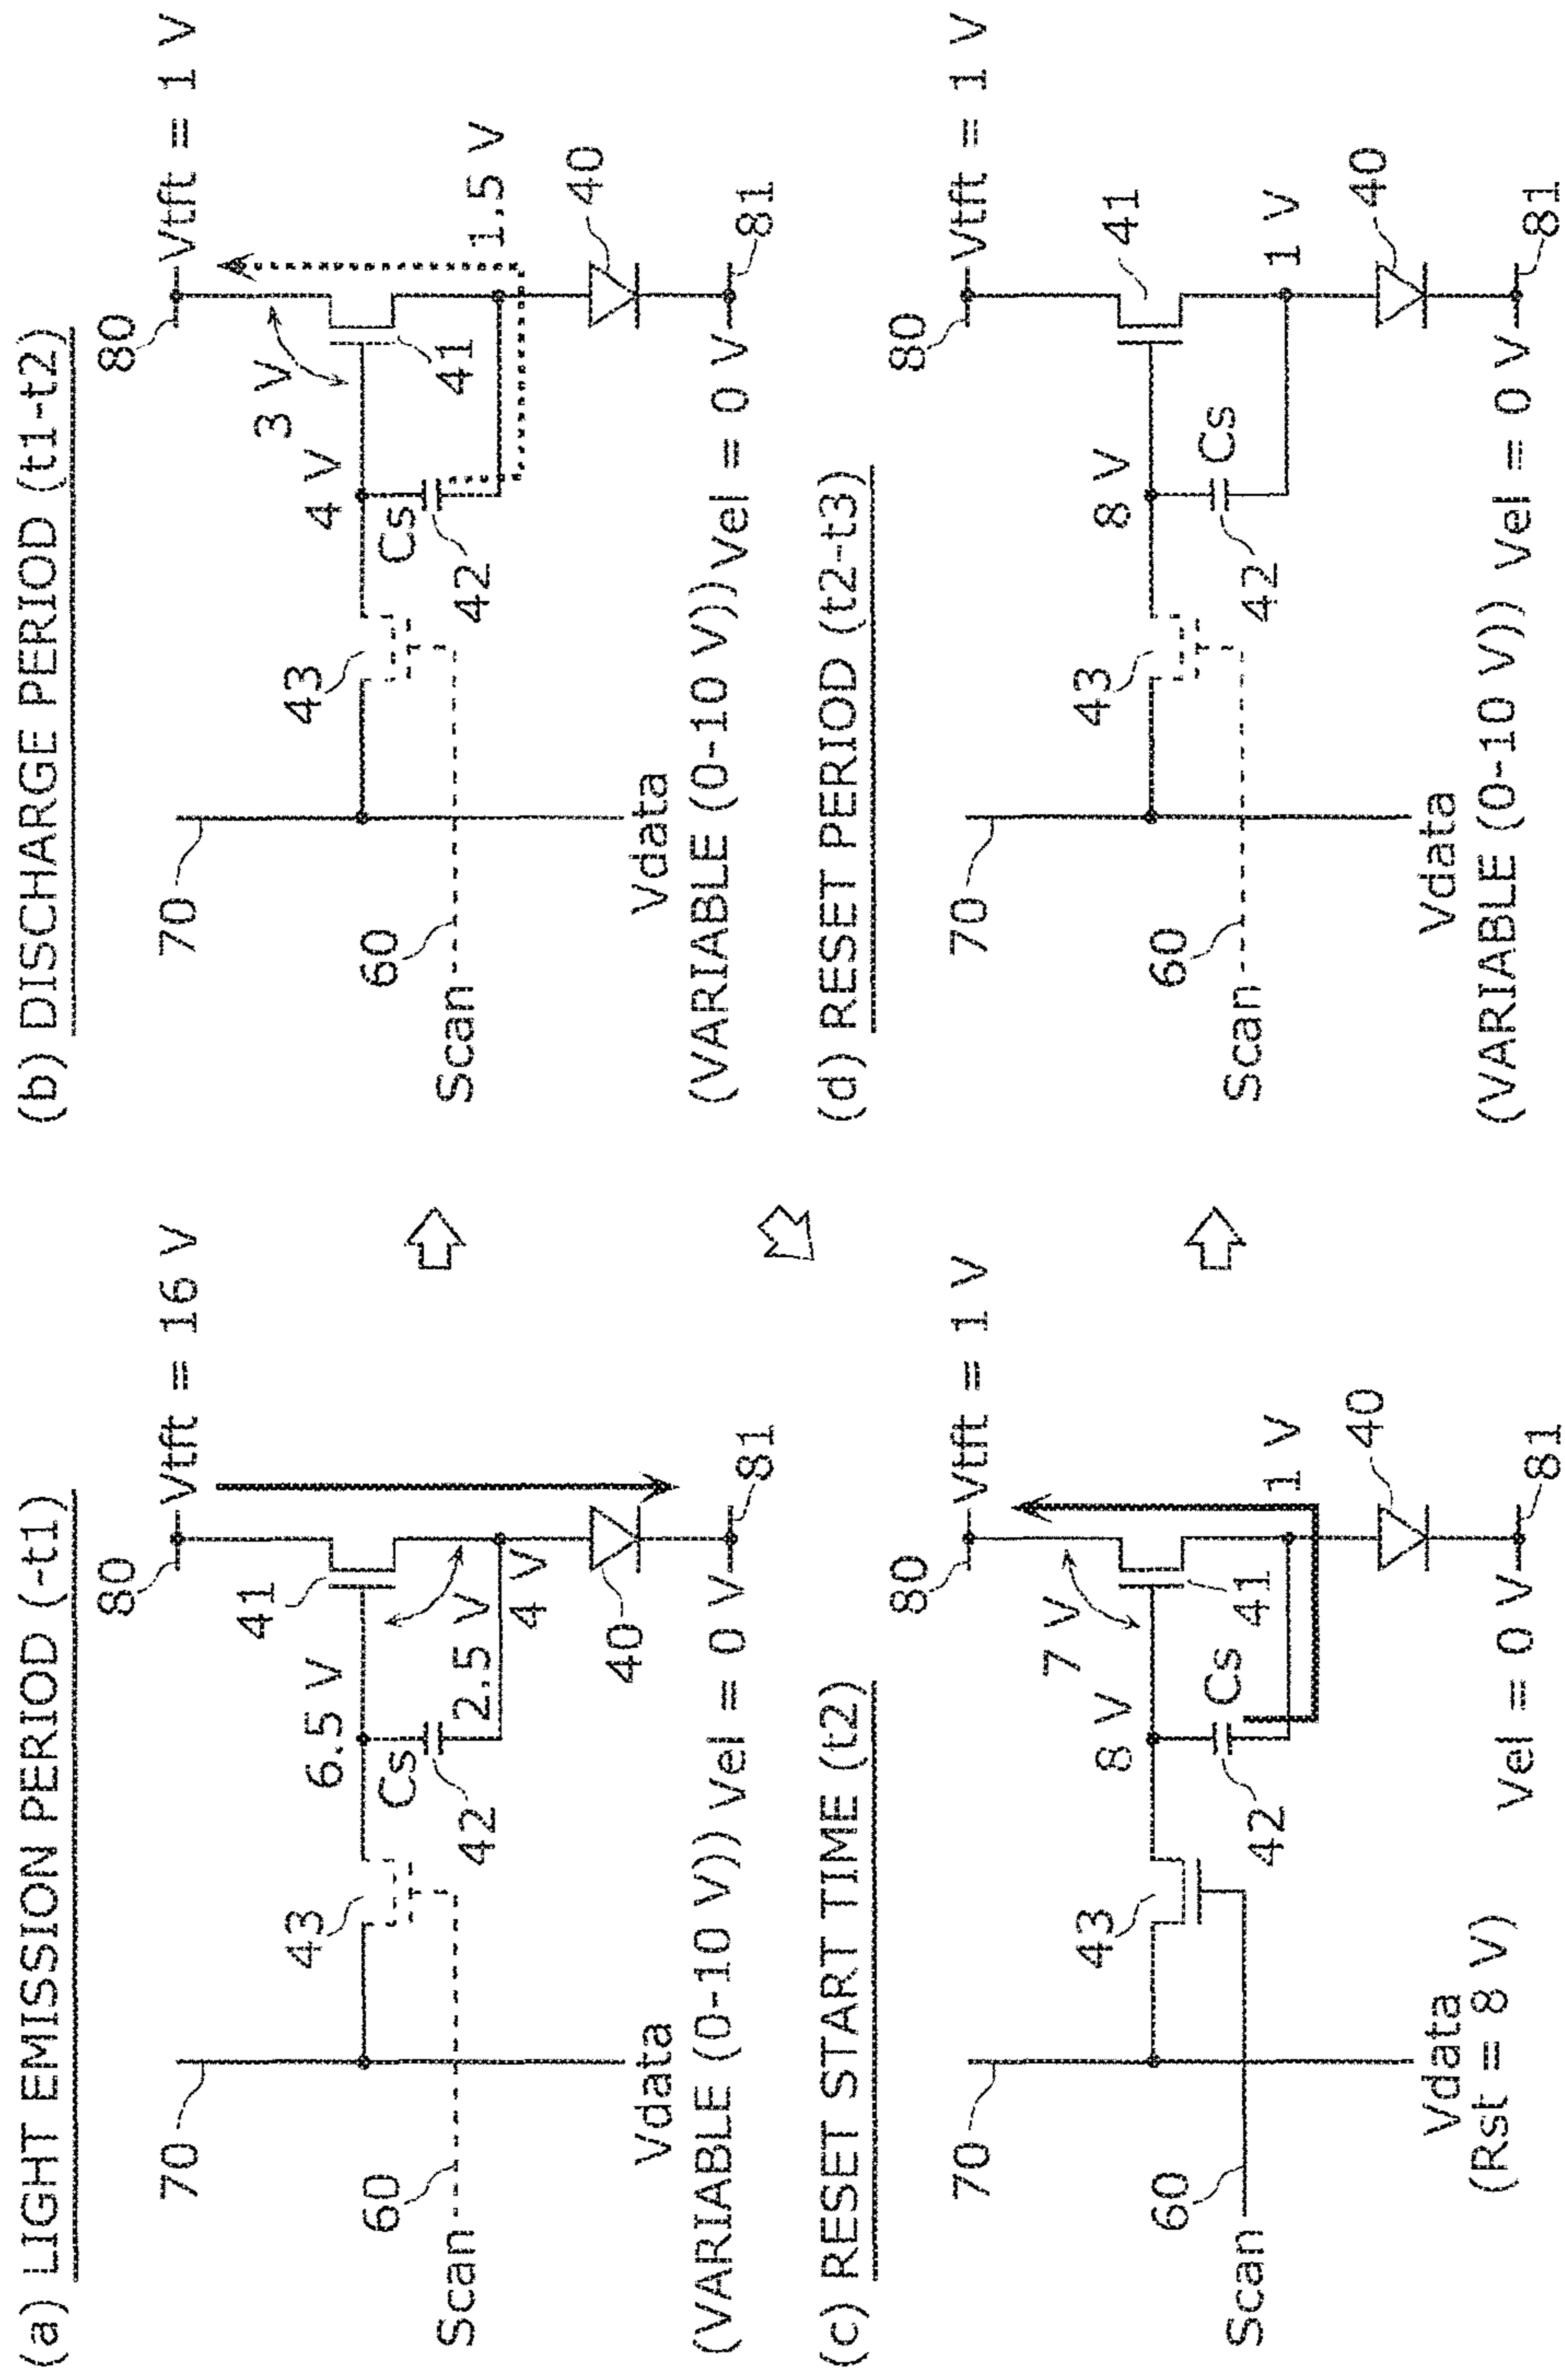 (a) LIGHT EMISSION PERIOD (-t1)
80
Vtft = 16 V
70
41
6.5 V
43
Cs
2.5 V
4 V
60
42
Scan
40
81
Vdata
(VARIABLE (0-10 V))
Vel = 0 V
(b) DISCHARGE PERIOD (t1-t2)
80
Vtft = 1 V
70
3 V
4 V
43
Cs
41
1.5 V
60
42
Scan
40
81
Vdata
(VARIABLE (0-10 V))
Vel = 0 V
(c) RESET START TIME (t2)
80
Vtft = 1 V
70
7 V
8 V
43
Cs
41
1 V
60
42
Scan
40
81
Vdata
(Rst = 8 V)
Vel = 0 V
(d) RESET PERIOD (t2-t3)
80
Vtft = 1 V
70
41
8 V
43
Cs
1 V
60
42
Scan
40
81
Vdata
(VARIABLE (0-10 V))
Vel = 0 V